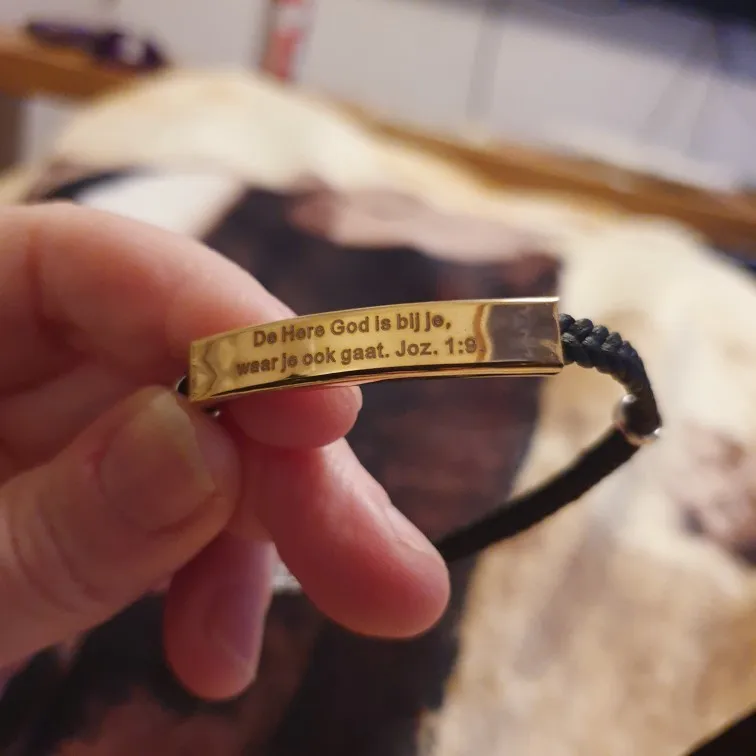 De Here God is bij je,
waar je ook gaat. Joz. 1:9